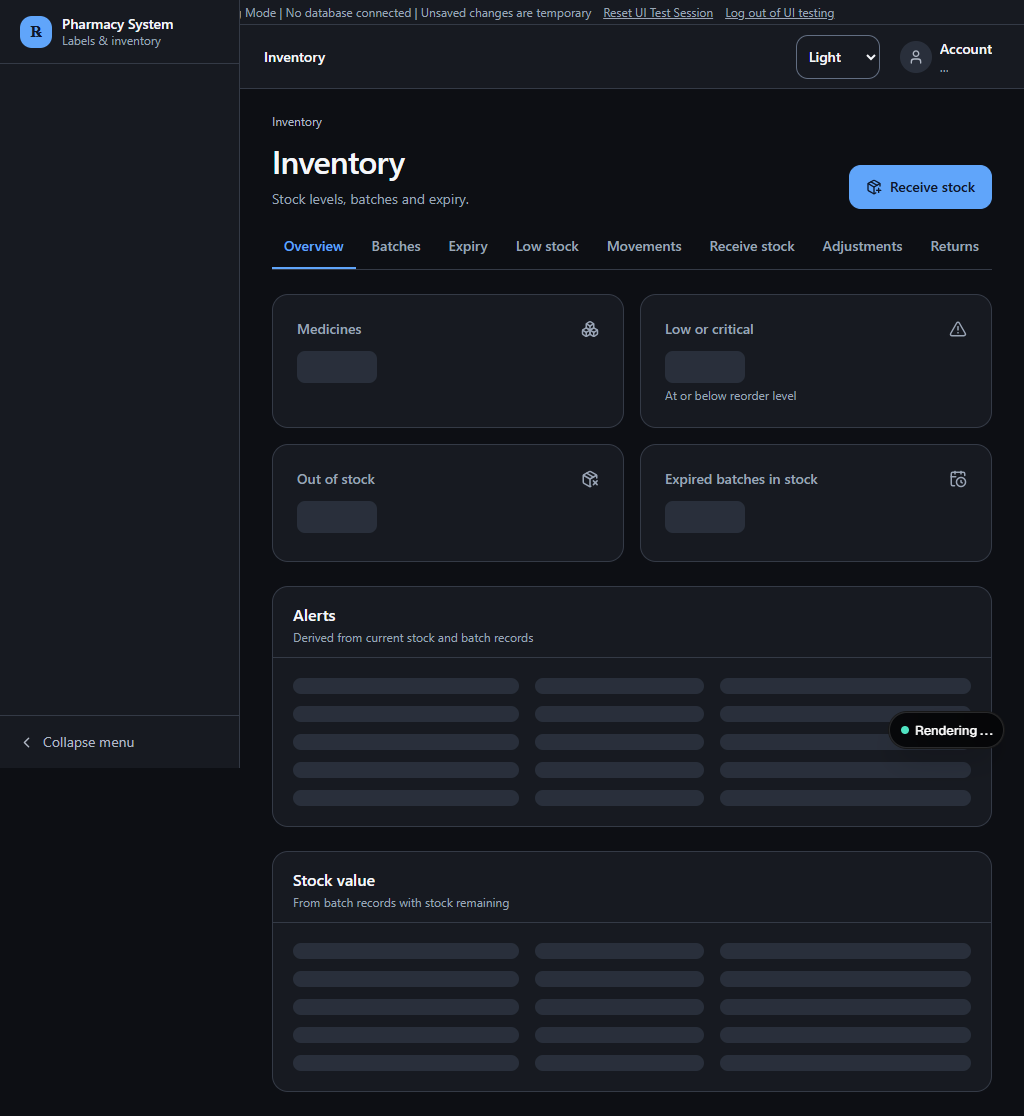 Mode | No database connected | Unsaved changes are temporary Reset UI Test Session Log out of UI testing
R Pharmacy System
Labels & inventory
Inventory
Light
Account
...
Inventory
Inventory
Stock levels, batches and expiry.
Receive stock
Overview Batches Expiry Low stock Movements Receive stock Adjustments Returns
Medicines
Low or critical
At or below reorder level
Out of stock
Expired batches in stock
Alerts
Derived from current stock and batch records
Rendering ...
Collapse menu
Stock value
From batch records with stock remaining